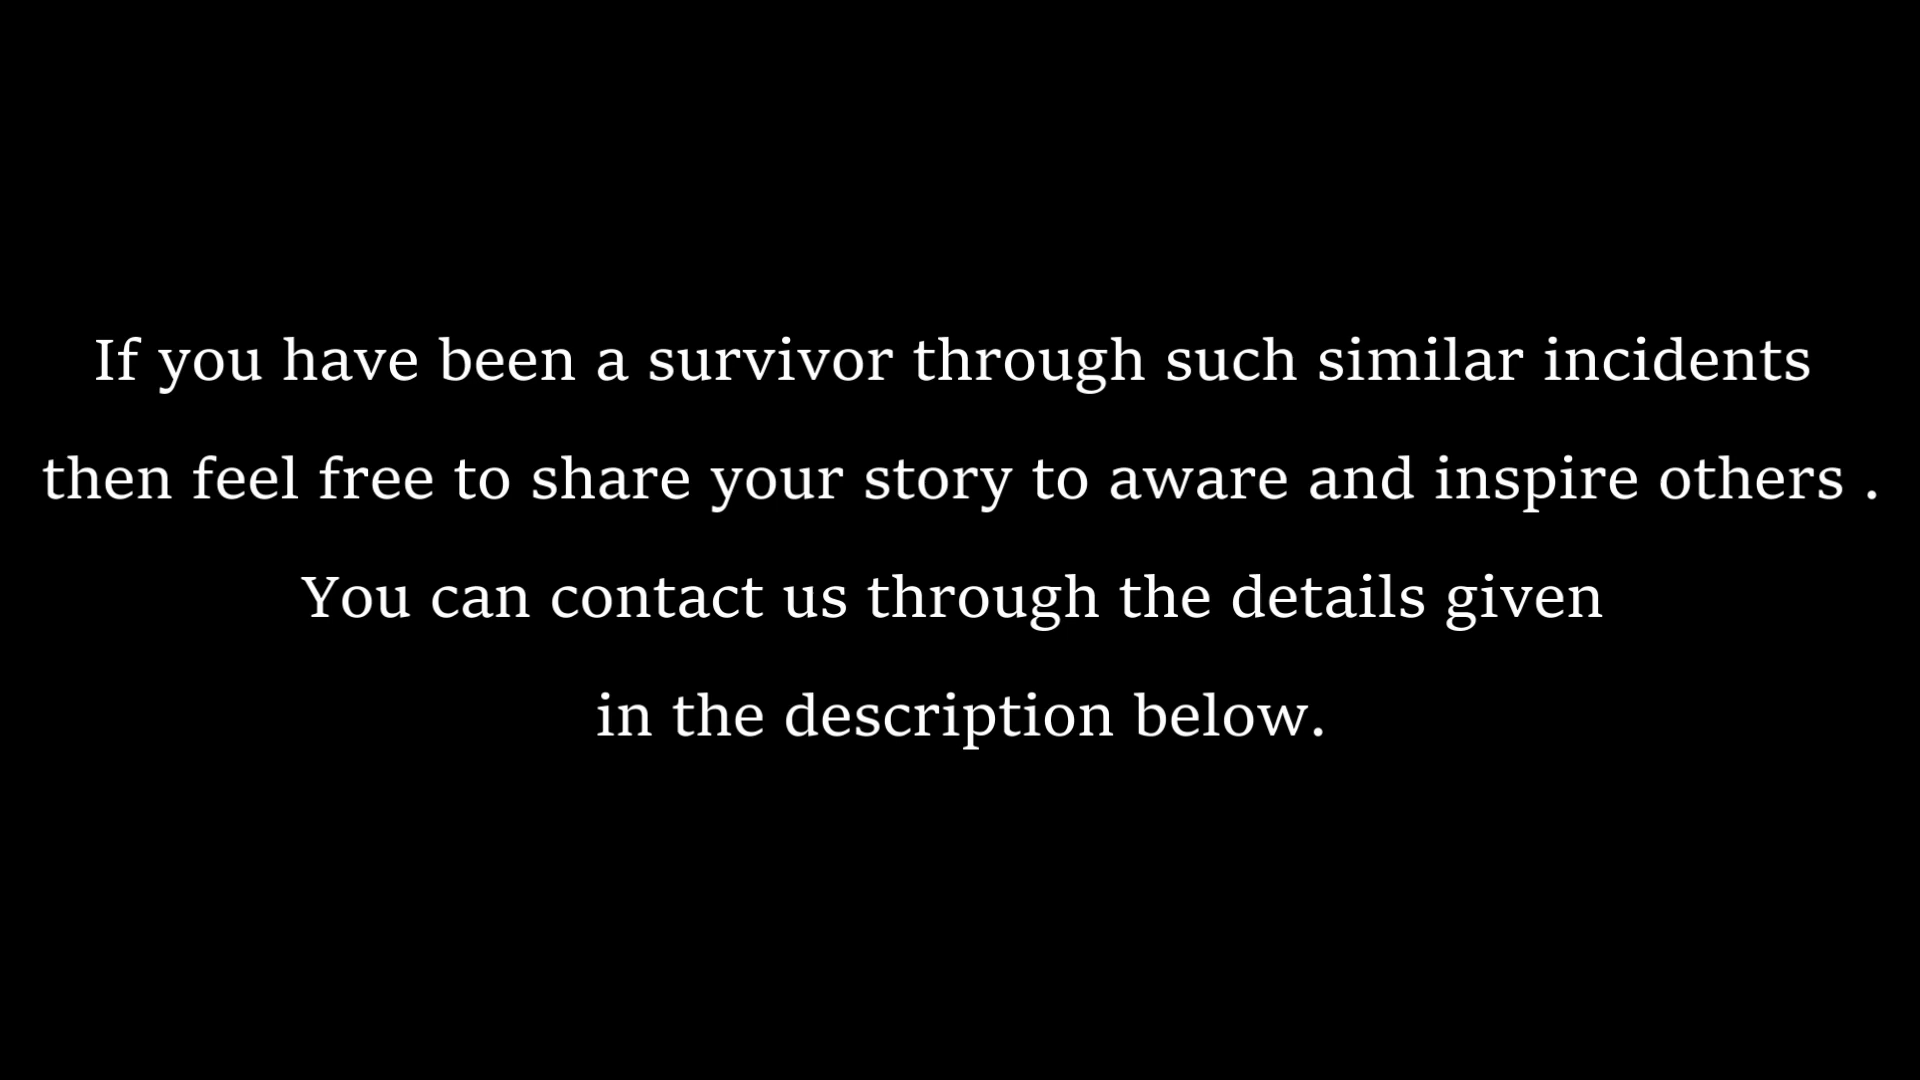 If you have been a survivor through such similar incidents
then feel free to share your story to aware and inspire others .
You can contact us through the details given
in the description below.